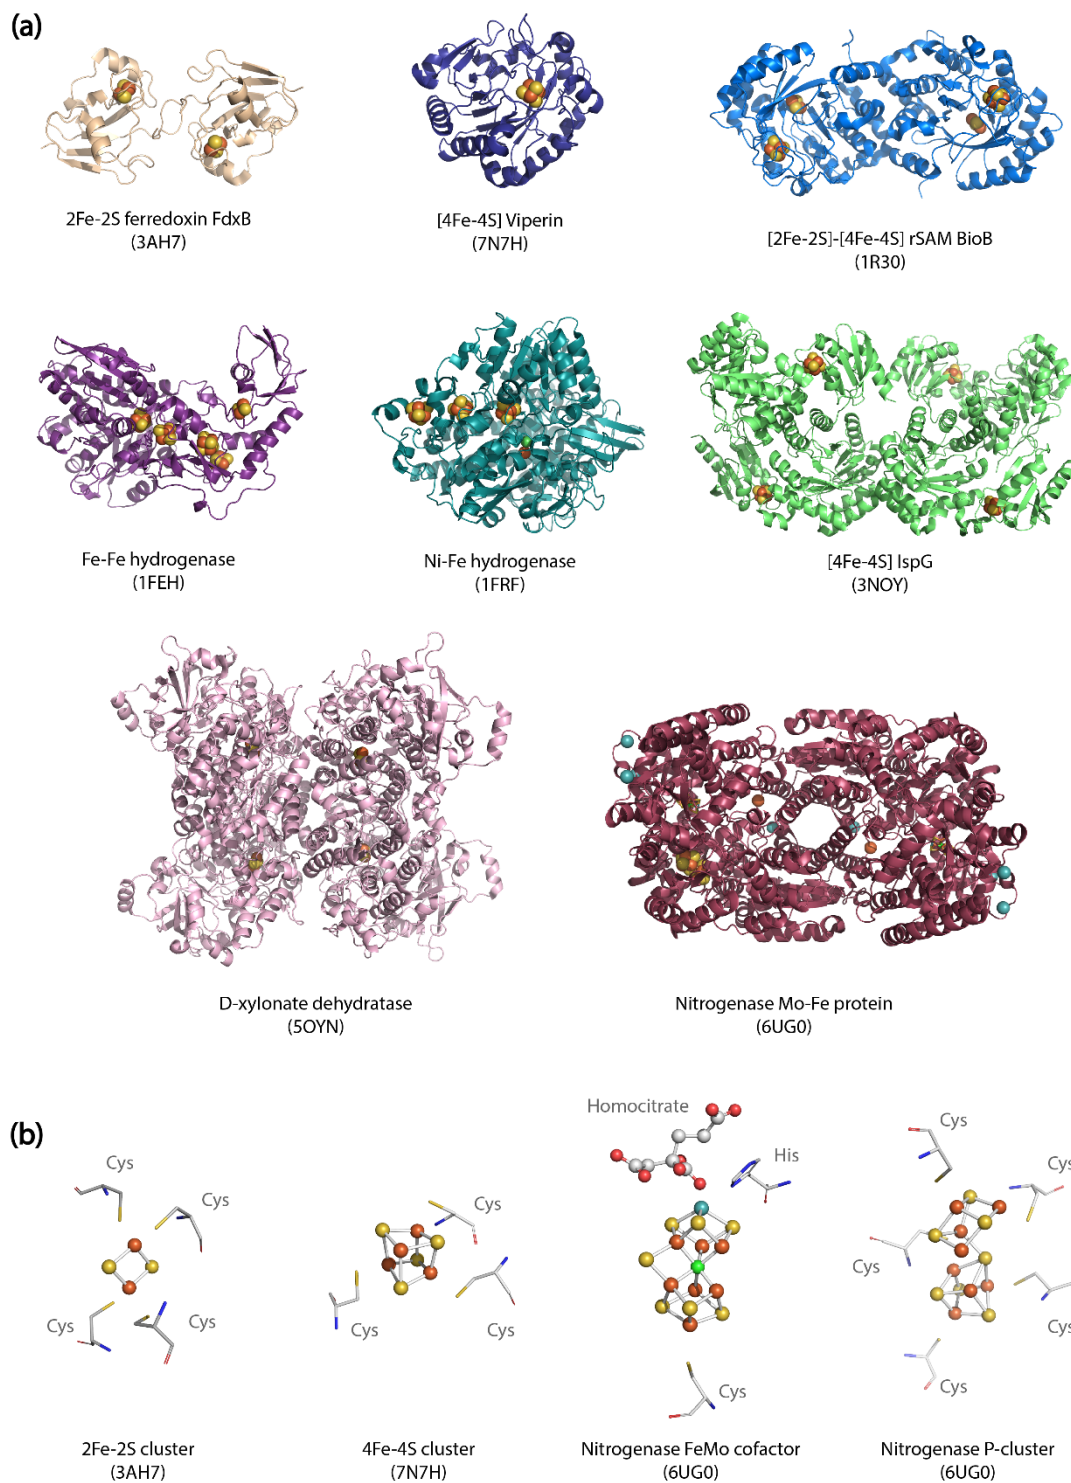 (a)
2Fe-2S ferredoxin FdxB
(3AH7)
[4Fe-4S] Viperin
(7N7H)
[2Fe-2S]-[4Fe-4S] rSAM BioB
(1R30)
Fe-Fe hydrogenase
(1FEH)
Ni-Fe hydrogenase
(1FRF)
[4Fe-4S] IspG
(3NOY)
D-xylonate dehydratase
(5OYN)
Nitrogenase Mo-Fe protein
(6UG0)
(b)
Cys
Cys
Cys
Cys
2Fe-2S cluster
(3AH7)
Cys
Cys
Cys
4Fe-4S cluster
(7N7H)
Homocitrate
His
Cys
Nitrogenase FeMo cofactor
(6UG0)
Cys
Cys
Cys
Cys
Cys
Nitrogenase P-cluster
(6UG0)